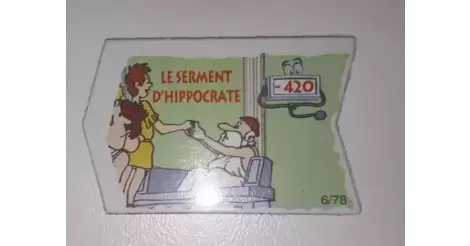 LE SERMENT
D'HIPPOCRATE
- 420
6/78